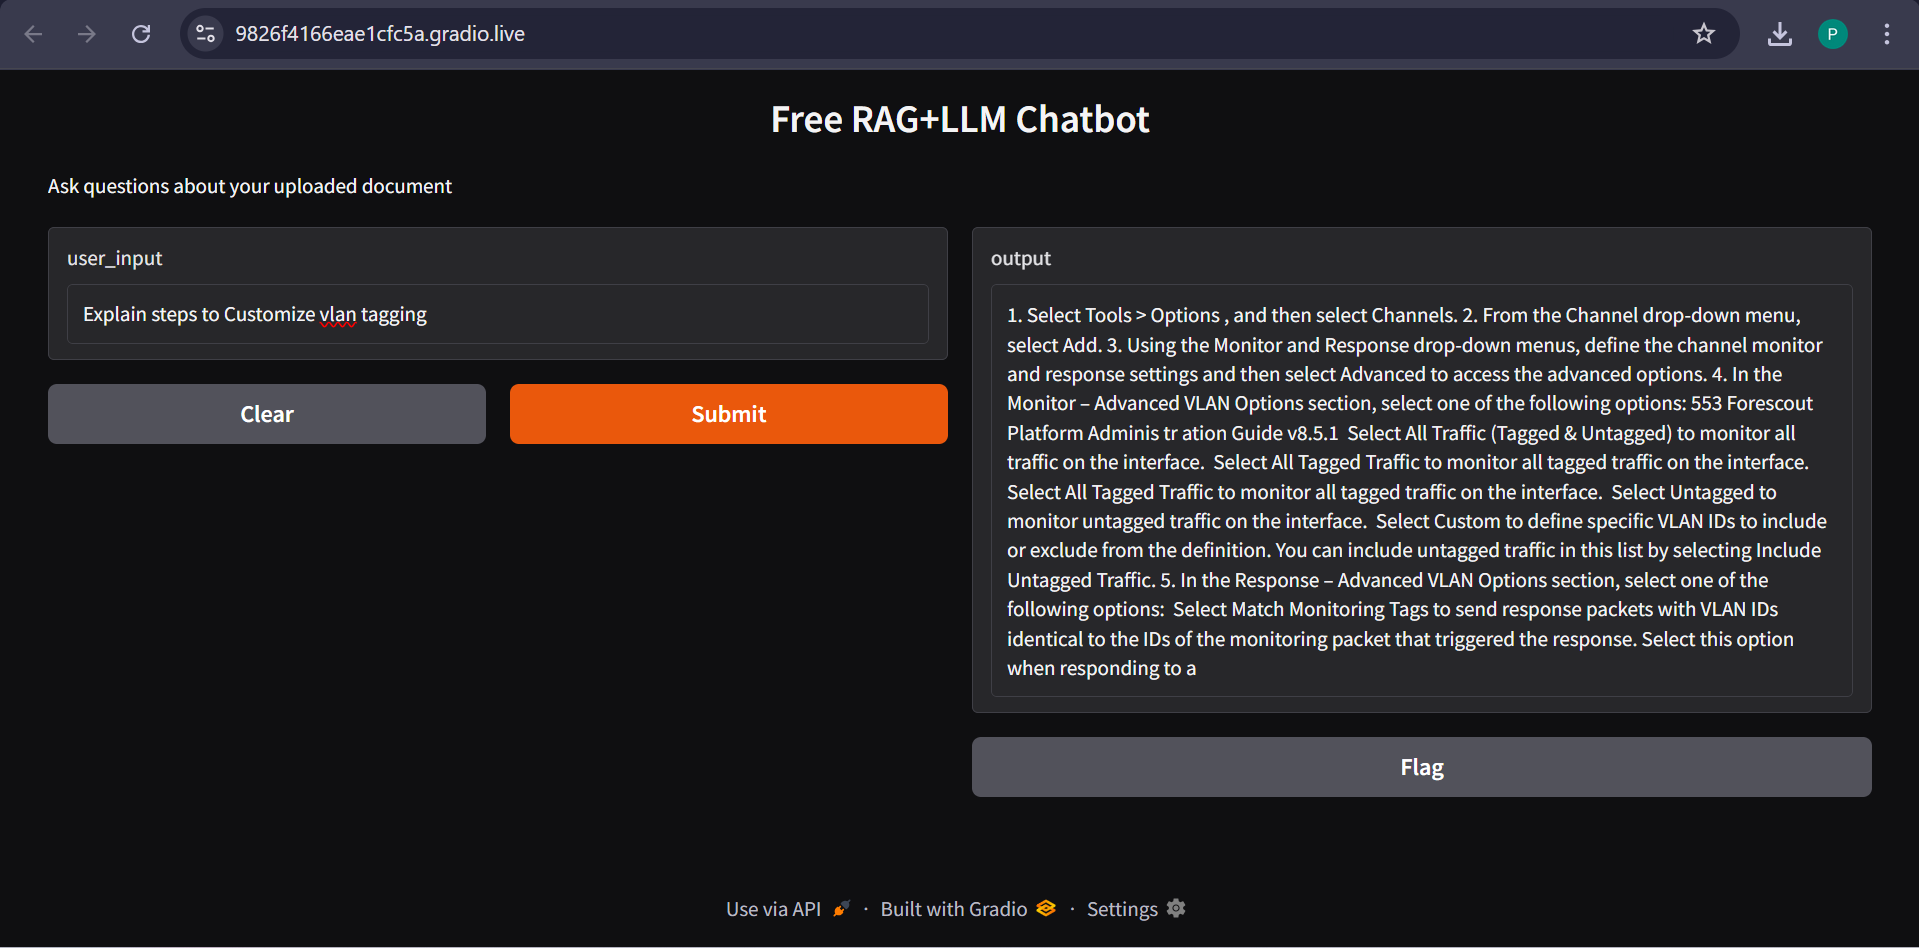 9826f4166eae1cfc5a.gradio.live
P
Free RAG+LLM Chatbot
Ask questions about your uploaded document
user_input
Explain steps to Customize vlan tagging
Clear
Submit
output
1. Select Tools > Options , and then select Channels. 2. From the Channel drop-down menu,
select Add. 3. Using the Monitor and Response drop-down menus, define the channel monitor
and response settings and then select Advanced to access the advanced options. 4. In the
Monitor – Advanced VLAN Options section, select one of the following options: 553 Forescout
Platform Adminis tr ation Guide v8.5.1  Select All Traffic (Tagged & Untagged) to monitor all
traffic on the interface.  Select All Tagged Traffic to monitor all tagged traffic on the interface.
Select All Tagged Traffic to monitor all tagged traffic on the interface.  Select Untagged to
monitor untagged traffic on the interface.  Select Custom to define specific VLAN IDs to include
or exclude from the definition. You can include untagged traffic in this list by selecting Include
Untagged Traffic. 5. In the Response – Advanced VLAN Options section, select one of the
following options:  Select Match Monitoring Tags to send response packets with VLAN IDs
identical to the IDs of the monitoring packet that triggered the response. Select this option
when responding to a
Flag
Use via API · Built with Gradio · Settings